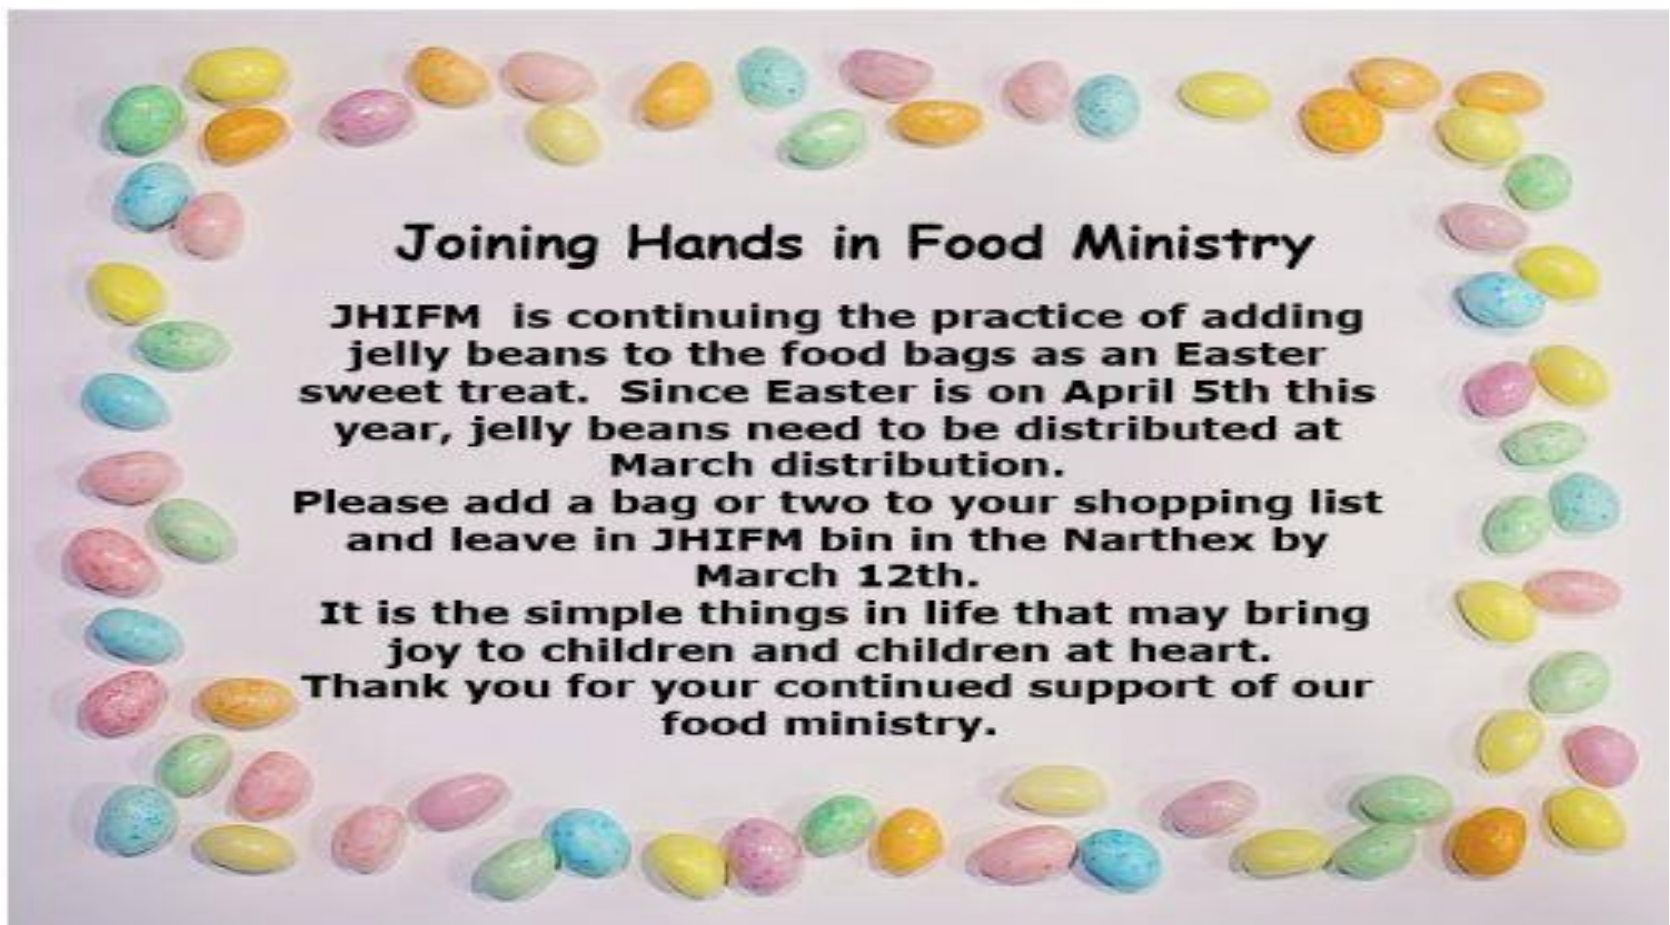 Joining Hands in Food Ministry
JHIFM is continuing the practice of adding
jelly beans to the food bags as an Easter
sweet treat. Since Easter is on April 5th this
year, jelly beans need to be distributed at
March distribution.
Please add a bag or two to your shopping list
and leave in JHIFM bin in the Narthex by
March 12th.
It is the simple things in life that may bring
joy to children and children at heart.
Thank you for your continued support of our
food ministry.